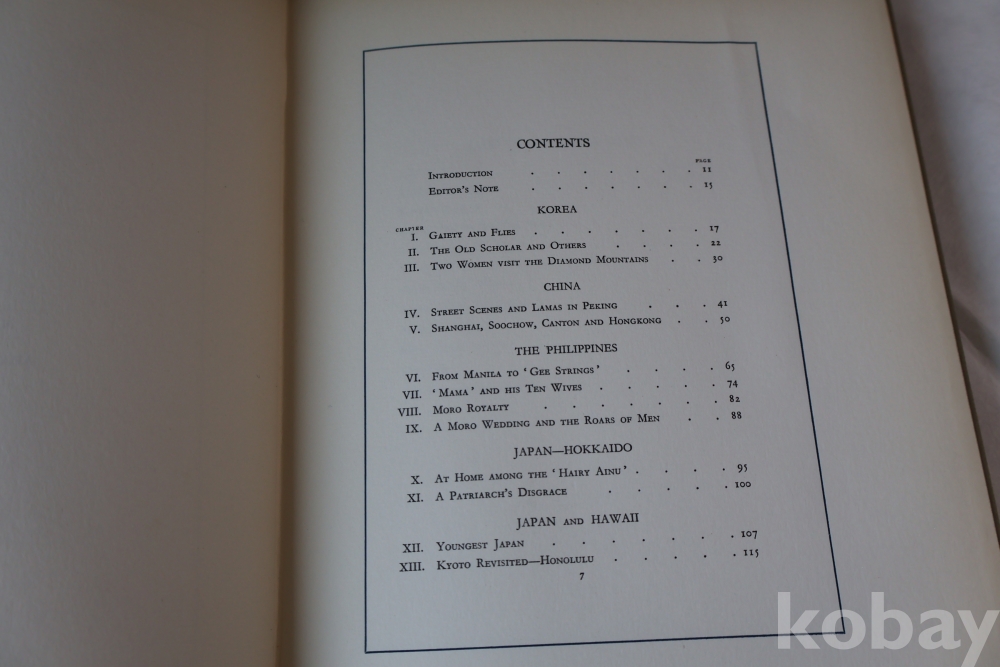 CONTENTS
PAGE
INTRODUCTION . . . . . . . 11
EDITOR'S NOTE . . . . . . . 15
KOREA
CHAPTER
I. GAIETY AND FLIES . . . . . . . 17
II. THE OLD SCHOLAR AND OTHERS . . . . 22
III. TWO WOMEN VISIT THE DIAMOND MOUNTAINS . . 30
CHINA
IV. STREET SCENES AND LAMAS IN PEKING . . . 41
V. SHANGHAI, SOOCHOW, CANTON AND HONGKONG . . 50
THE PHILIPPINES
VI. FROM MANILA TO 'GEE STRINGS' . . . . 65
VII. 'MAMA' AND HIS TEN WIVES . . . . . 74
VIII. MORO ROYALTY . . . . . . . 82
IX. A MORO WEDDING AND THE ROARS OF MEN . . 88
JAPAN—HOKKAIDO
X. AT HOME AMONG THE 'HAIRY AINU' . . . . 95
XI. A PATRIARCH'S DISGRACE . . . . . 100
JAPAN AND HAWAII
XII. YOUNGEST JAPAN . . . . . . . 107
XIII. KYOTO REVISITED—HONOLULU . . . . . 115
7
kobay